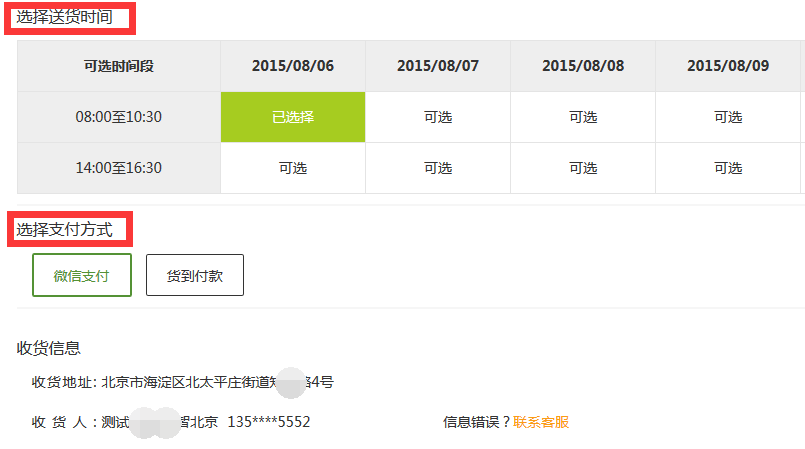 选择送货时间
可选时间段 2015/08/06 2015/08/07 2015/08/08 2015/08/09
08:00至10:30 已选择 可选 可选 可选
14:00至16:30 可选 可选 可选 可选
选择支付方式
微信支付 货到付款
收货信息
收货地址: 北京市海淀区北太平庄街道 4号
收 货 人 : 测试 北京 135****5552 信息错误？联系客服